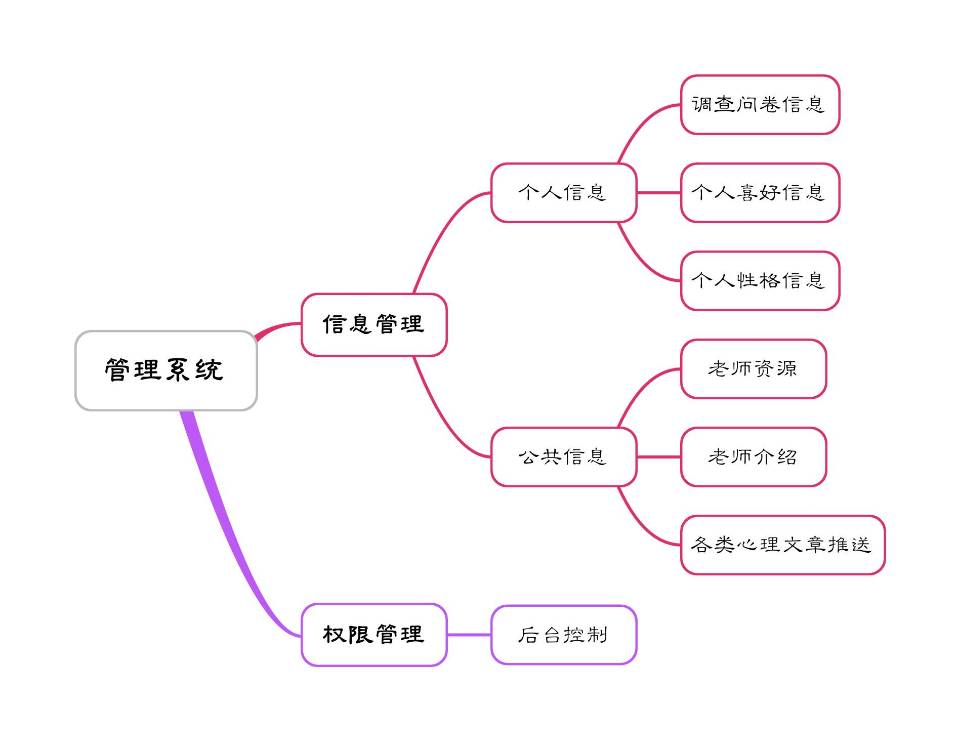 管理系统
信息管理
个人信息
调查问卷信息
个人喜好信息
个人性格信息
公共信息
老师资源
老师介绍
各类心理文章推送
权限管理
后台控制